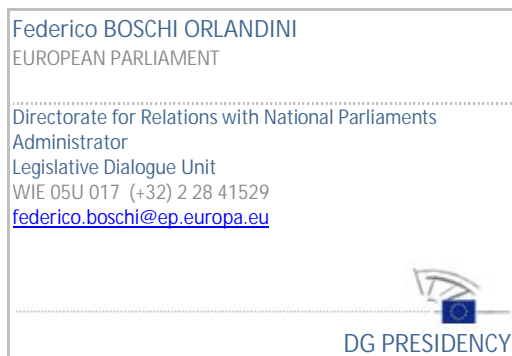 Federico BOSCHI ORLANDINI
EUROPEAN PARLIAMENT
Directorate for Relations with National Parliaments
Administrator
Legislative Dialogue Unit
WIE 05U 017 (+32) 2 28 41529
federico.boschi@ep.europa.eu
DG PRESIDENCY